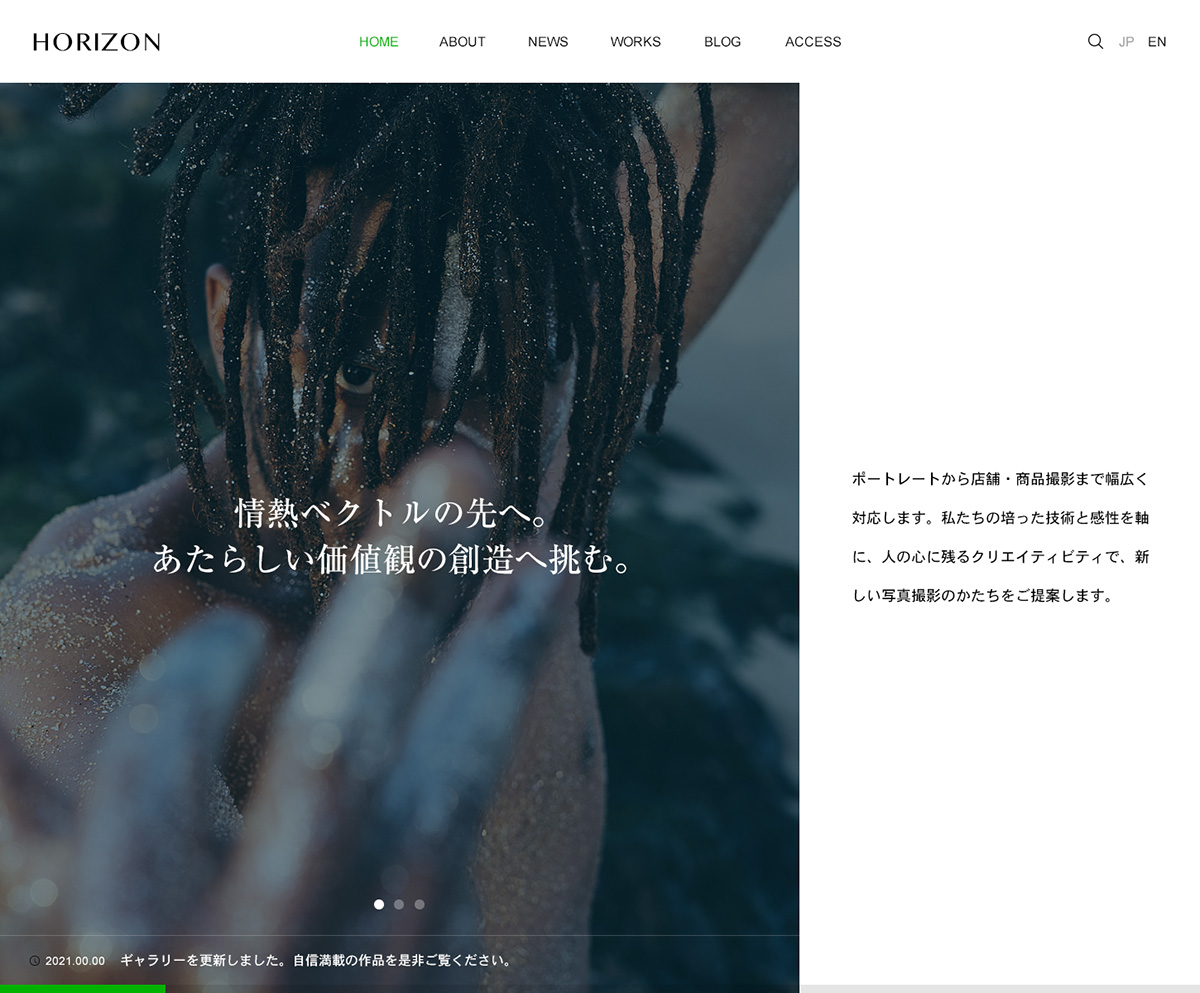 HORIZON
HOME ABOUT NEWS WORKS BLOG ACCESS
JP EN
情熱ベクトルの先へ。
あたらしい価値観の創造へ挑む。
ポートレートから店舗・商品撮影まで幅広く
対応します。私たちの培った技術と感性を軸
に、人の心に残るクリエイティビティで、新
しい写真撮影のかたちをご提案します。
2021.00.00 ギャラリーを更新しました。自信満載の作品を是非ご覧ください。